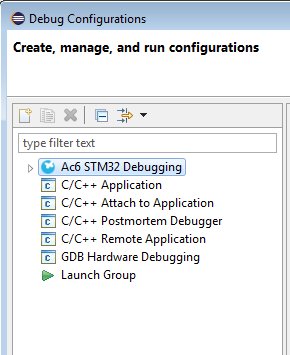 Debug Configurations
Create, manage, and run configurations
type filter text
Ac6 STM32 Debugging
C/C++ Application
C/C++ Attach to Application
C/C++ Postmortem Debugger
C/C++ Remote Application
GDB Hardware Debugging
Launch Group